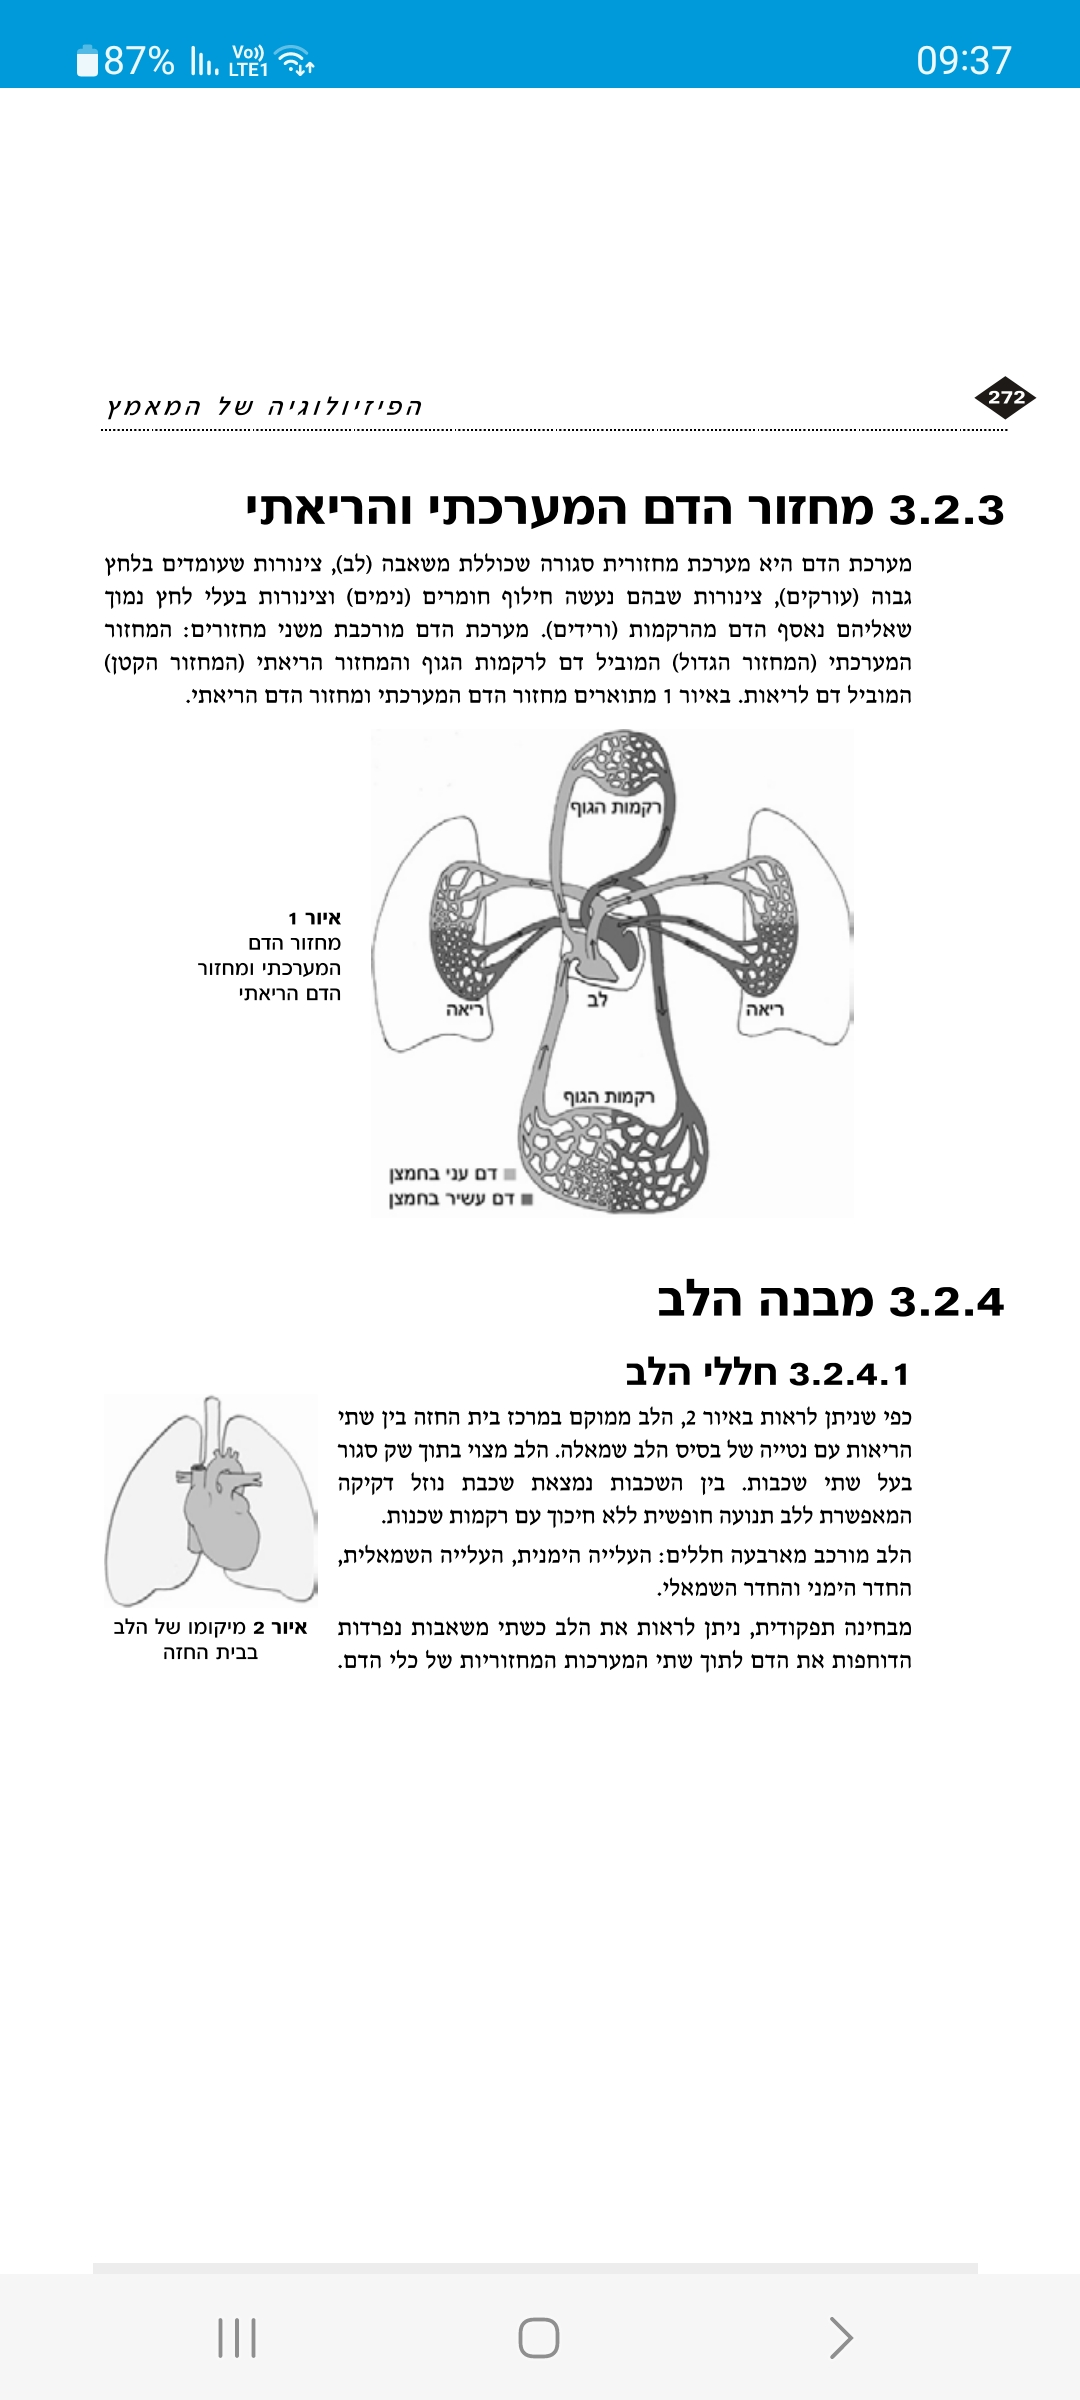 87% Vo)) LTE1 09:37
272
הפיזיולוגיה של המאמץ
3.2.3 מחזור הדם המערכתי והריאתי
מערכת הדם היא מערכת מחזורית סגורה שכוללת משאבה (לב), צינורות שעומדים בלחץ
גבוה (עורקים), צינורות שבהם נעשה חילוף חומרים (נימים) וצינורות בעלי לחץ נמוך
שאליהם נאסף הדם מהרקמות (ורידים). מערכת הדם מורכבת משני מחזורים: המחזור
המערכתי (המחזור הגדול) המוביל דם לרקמות הגוף והמחזור הריאתי (המחזור הקטן)
המוביל דם לריאות. באיור 1 מתוארים מחזור הדם המערכתי ומחזור הדם הריאתי.
רקמות הגוף
איור 1
מחזור הדם
המערכתי ומחזור
הדם הריאתי
ריאה
לב
ריאה
רקמות הגוף
דם עני בחמצן
דם עשיר בחמצן
3.2.4 מבנה הלב
3.2.4.1 חללי הלב
כפי שניתן לראות באיור 2, הלב ממוקם במרכז בית החזה בין שתי
הריאות עם נטייה של בסיס הלב שמאלה. הלב מצוי בתוך שק סגור
בעל שתי שכבות. בין השכבות נמצאת שכבת נוזל דקיקה
המאפשרת ללב תנועה חופשית ללא חיכוך עם רקמות שכנות.
הלב מורכב מארבעה חללים: העלייה הימנית, העלייה השמאלית,
החדר הימני והחדר השמאלי.
מבחינה תפקודית, ניתן לראות את הלב כשתי משאבות נפרדות
הדוחפות את הדם לתוך שתי המערכות המחזוריות של כלי הדם.
איור 2 מיקומו של הלב
בבית החזה